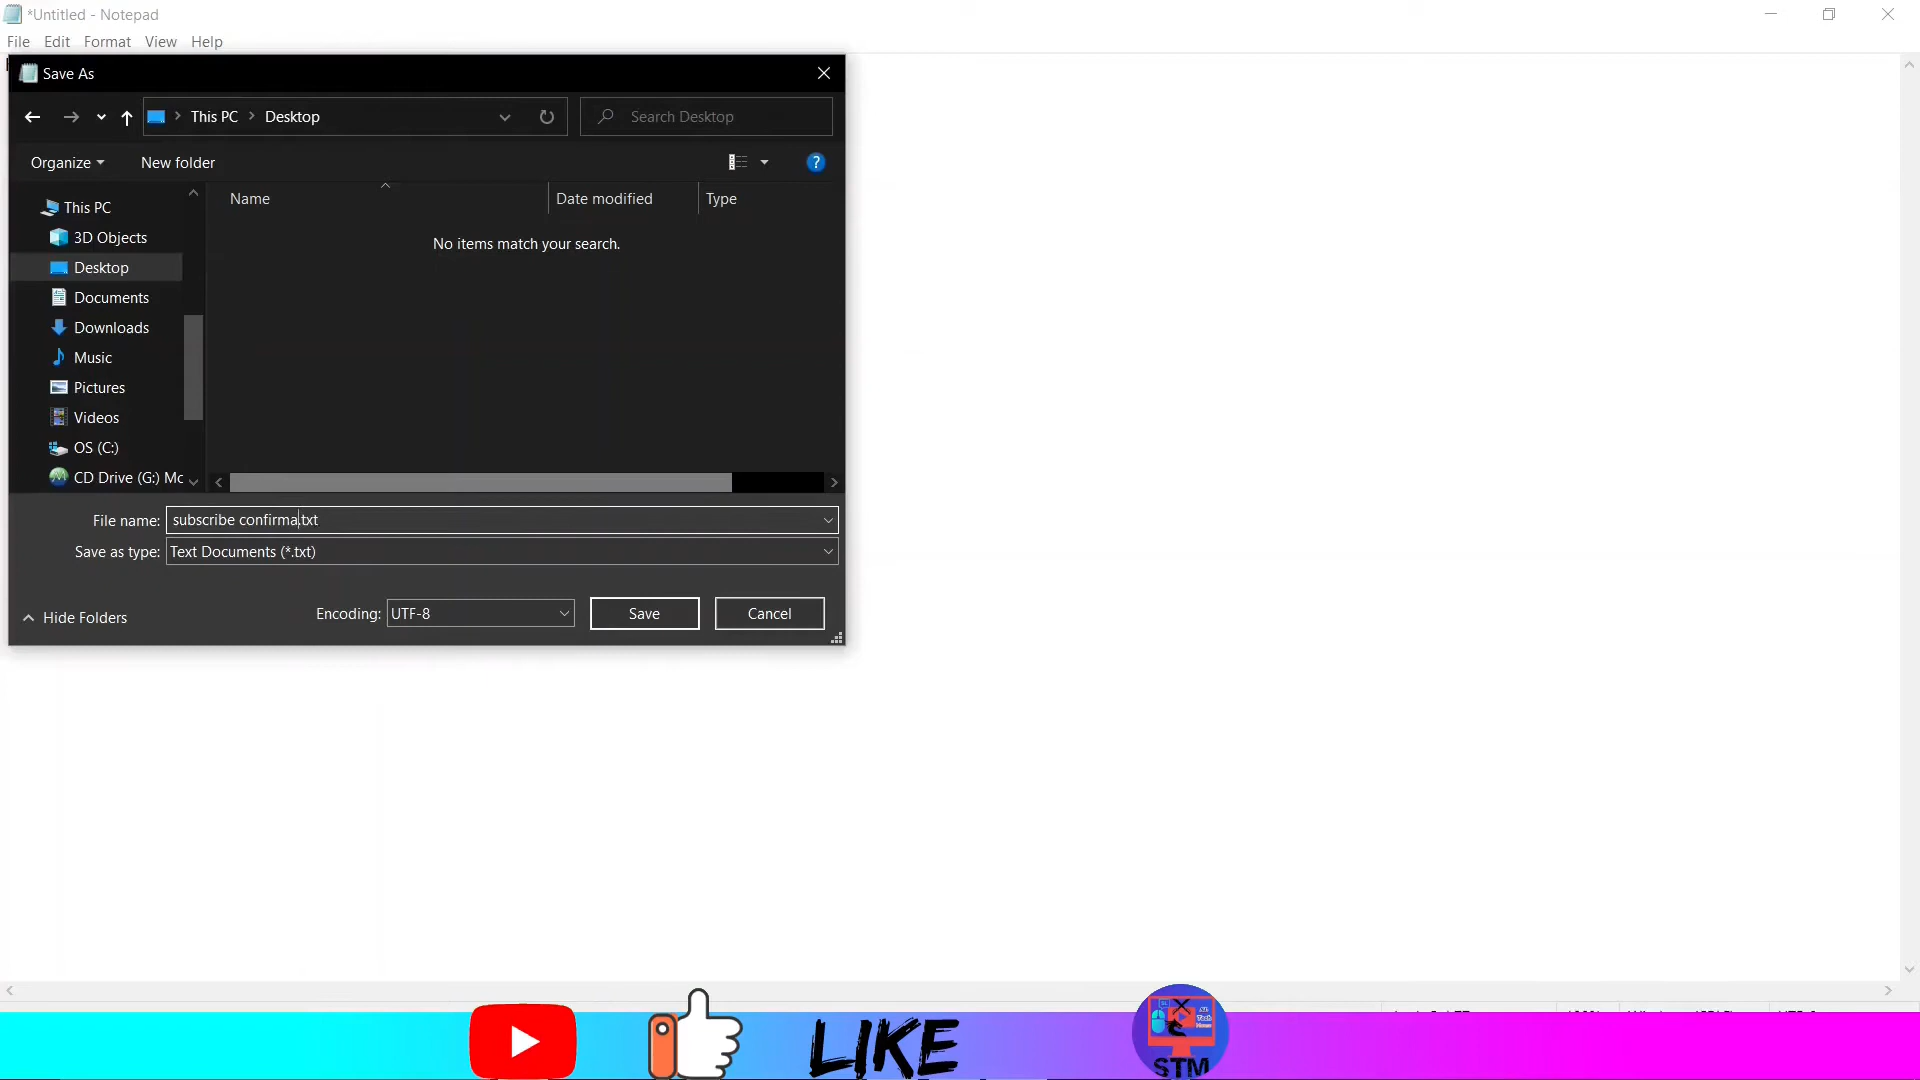 *Untitled - Notepad
File Edit Format View Help
Save As
This PC Desktop
Search Desktop
Organize New folder
Name Date modified Type
No items match your search.
This PC
3D Objects
Desktop
Documents
Downloads
Music
Pictures
Videos
OS (C:)
CD Drive (G:) Mc
File name: subscribe confirma.txt
Save as type: Text Documents (*.txt)
Hide Folders
Encoding: UTF-8
Save
Cancel
LIKE
STM